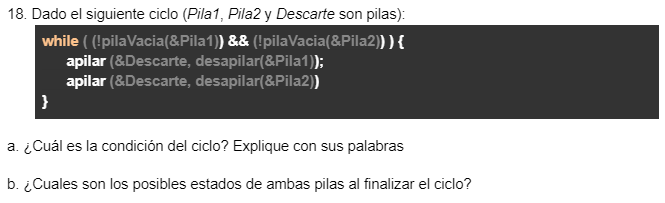 18. Dado el siguiente ciclo (Pila1, Pila2 y Descarte son pilas):
while ( (!pilaVacia(&Pila1)) && (!pilaVacia(&Pila2)) ) {
apilar (&Descarte, desapilar(&Pila1));
apilar (&Descarte, desapilar(&Pila2))
}
a. ¿Cuál es la condición del ciclo? Explique con sus palabras
b. ¿Cuales son los posibles estados de ambas pilas al finalizar el ciclo?